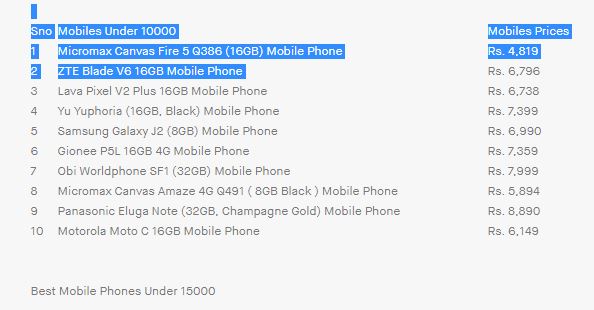 Sno Mobiles Under 10000 Mobiles Prices
1 Micromax Canvas Fire 5 Q386 (16GB) Mobile Phone Rs. 4,819
2 ZTE Blade V6 16GB Mobile Phone Rs. 6,796
3 Lava Pixel V2 Plus 16GB Mobile Phone Rs. 6,738
4 Yu Yuphoria (16GB, Black) Mobile Phone Rs. 7,399
5 Samsung Galaxy J2 (8GB) Mobile Phone Rs. 6,990
6 Gionee P5L 16GB 4G Mobile Phone Rs. 7,359
7 Obi Worldphone SF1 (32GB) Mobile Phone Rs. 7,999
8 Micromax Canvas Amaze 4G Q491 ( 8GB Black ) Mobile Phone Rs. 5,894
9 Panasonic Eluga Note (32GB, Champagne Gold) Mobile Phone Rs. 8,890
10 Motorola Moto C 16GB Mobile Phone Rs. 6,149
Best Mobile Phones Under 15000